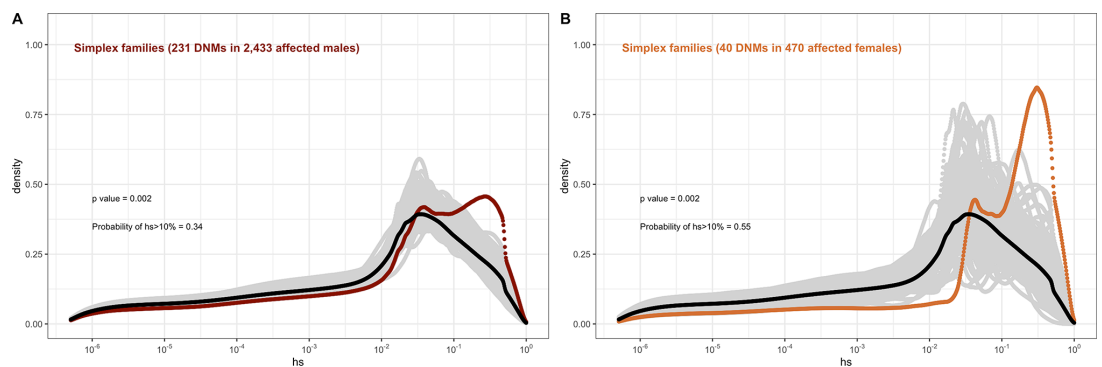 A
Simplex families (231 DNMs in 2,433 affected males)
1.00
0.75
0.50
0.25
0.00
density
p value = 0.002
Probability of hs>10% = 0.34
10⁻⁶
10⁻⁵
10⁻⁴
10⁻³
10⁻²
10⁻¹
10⁰
hs
B
Simplex families (40 DNMs in 470 affected females)
1.00
0.75
0.50
0.25
0.00
density
p value = 0.002
Probability of hs>10% = 0.55
10⁻⁶
10⁻⁵
10⁻⁴
10⁻³
10⁻²
10⁻¹
10⁰
hs